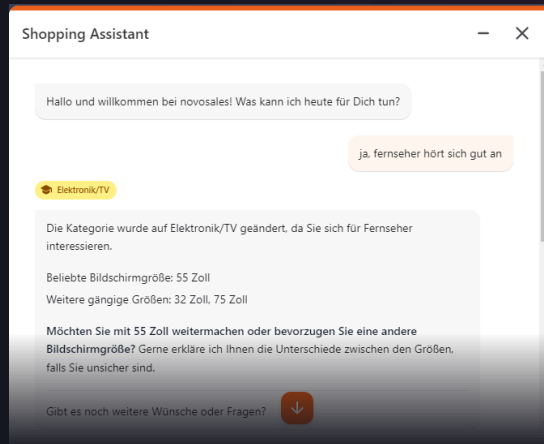 Shopping Assistant
Hallo und willkommen bei novosales! Was kann ich heute für Dich tun?
ja, fernseher hört sich gut an
Elektronik/TV
Die Kategorie wurde auf Elektronik/TV geändert, da Sie sich für Fernseher
interessieren.
Beliebte Bildschirmgröße: 55 Zoll
Weitere gängige Größen: 32 Zoll, 75 Zoll
Möchten Sie mit 55 Zoll weitermachen oder bevorzugen Sie eine andere
Bildschirmgröße? Gerne erkläre ich Ihnen die Unterschiede zwischen den Größen,
falls Sie unsicher sind.
Gibt es noch weitere Wünsche oder Fragen?